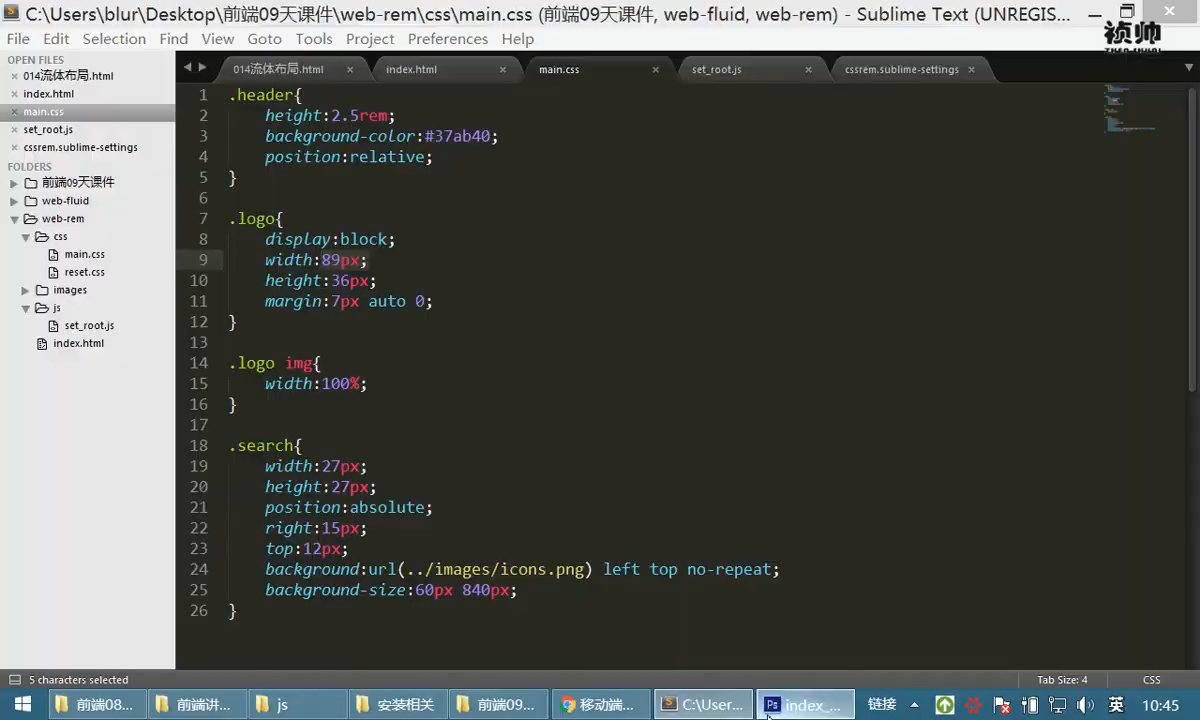 C:\Users\blur\Desktop\前端09天课件\web-rem\css\main.css (前端09天课件, web-fluid, web-rem) - Sublime Text (UNREGIS...
祯帅
File Edit Selection Find View Goto Tools Project Preferences Help
OPEN FILES
014流体布局.html
index.html
main.css
set_root.js
cssrem.sublime-settings
FOLDERS
前端09天课件
web-fluid
web-rem
css
main.css
reset.css
images
js
set_root.js
index.html
014流体布局.html × index.html × main.css × set_root.js × cssrem.sublime-settings ×
1 .header{
2 height:2.5rem;
3 background-color:#37ab40;
4 position:relative;
5 }
6
7 .logo{
8 display:block;
9 width:89px;
10 height:36px;
11 margin:7px auto 0;
12 }
13
14 .logo img{
15 width:100%;
16 }
17
18 .search{
19 width:27px;
20 height:27px;
21 position:absolute;
22 right:15px;
23 top:12px;
24 background:url(../images/icons.png) left top no-repeat;
25 background-size:60px 840px;
26 }
5 characters selected
Tab Size: 4
CSS
前端08... 前端讲... js 安装相关 前端09... 移动端... C:\User... index_... 链接 英 10:45